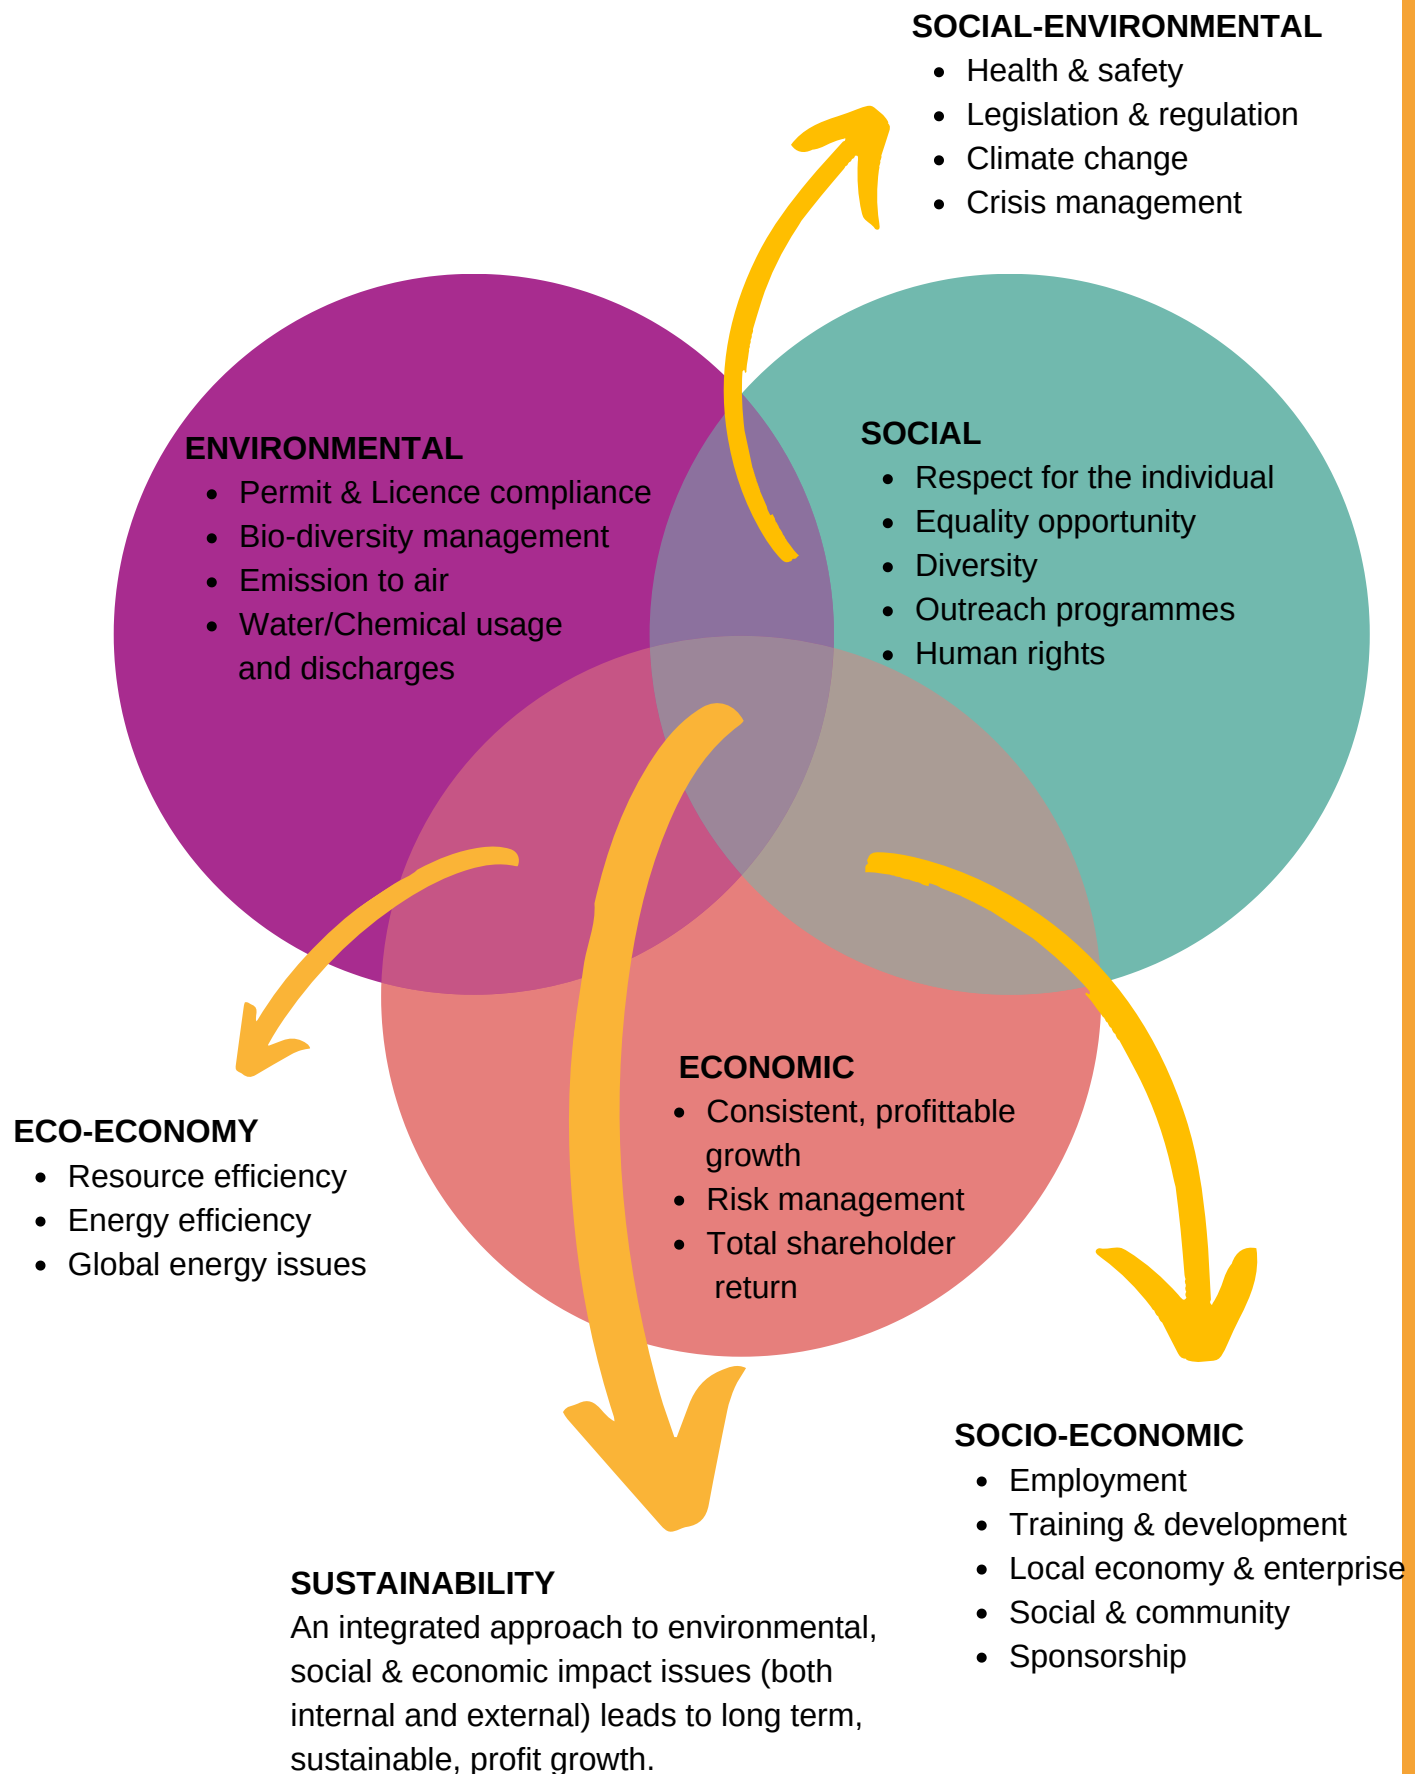 SOCIAL-ENVIRONMENTAL
• Health & safety
• Legislation & regulation
• Climate change
• Crisis management
ENVIRONMENTAL
• Permit & Licence compliance
• Bio-diversity management
• Emission to air
• Water/Chemical usage
and discharges
SOCIAL
• Respect for the individual
• Equality opportunity
• Diversity
• Outreach programmes
• Human rights
ECONOMIC
• Consistent, profittable
growth
• Risk management
• Total shareholder
return
ECO-ECONOMY
• Resource efficiency
• Energy efficiency
• Global energy issues
SOCIO-ECONOMIC
• Employment
• Training & development
• Local economy & enterprise
• Social & community
• Sponsorship
SUSTAINABILITY
An integrated approach to environmental,
social & economic impact issues (both
internal and external) leads to long term,
sustainable, profit growth.